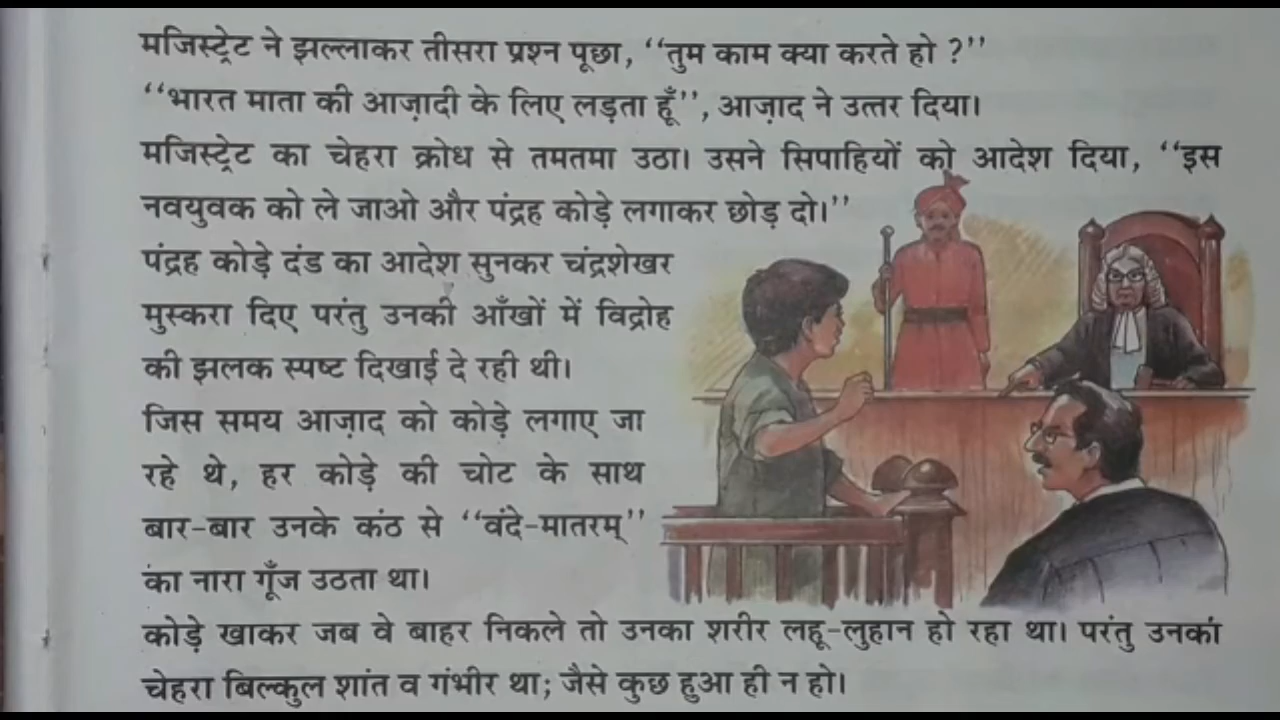 मजिस्ट्रेट ने झल्लाकर तीसरा प्रश्न पूछा, ‘‘तुम काम क्या करते हो ?’’
‘‘भारत माता की आज़ादी के लिए लड़ता हूँ’’, आज़ाद ने उत्तर दिया।
मजिस्ट्रेट का चेहरा क्रोध से तमतमा उठा। उसने सिपाहियों को आदेश दिया, ‘‘इस
नवयुवक को ले जाओ और पंद्रह कोड़े लगाकर छोड़ दो।’’
पंद्रह कोड़े दंड का आदेश सुनकर चंद्रशेखर
मुस्करा दिए परंतु उनकी आँखों में विद्रोह
की झलक स्पष्ट दिखाई दे रही थी।
जिस समय आज़ाद को कोड़े लगाए जा
रहे थे, हर कोड़े की चोट के साथ
बार-बार उनके कंठ से ‘‘वंदे-मातरम्’’
का नारा गूँज उठता था।
कोड़े खाकर जब वे बाहर निकले तो उनका शरीर लहू-लुहान हो रहा था। परंतु उनका
चेहरा बिल्कुल शांत व गंभीर था; जैसे कुछ हुआ ही न हो।